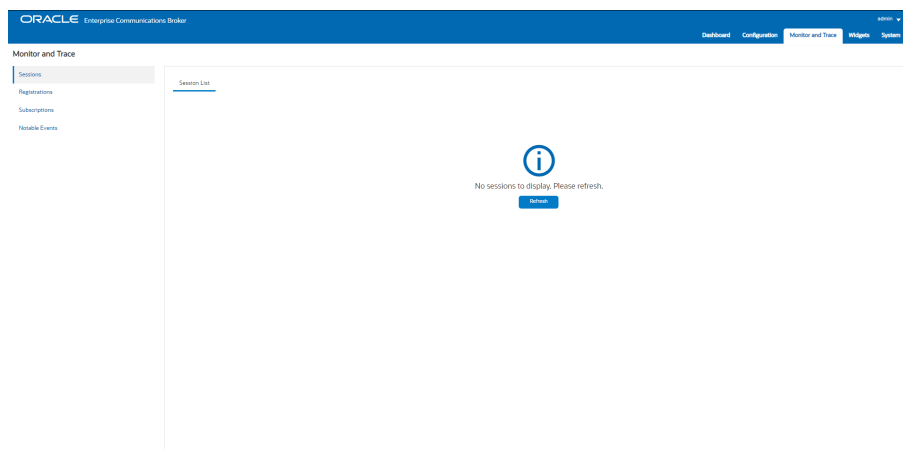 ORACLE Enterprise Communications Broker
admin
Dashboard Configuration Monitor and Trace Widgets System
Monitor and Trace
Sessions
Registrations
Subscriptions
Notable Events
Session List
No sessions to display. Please refresh.
Refresh